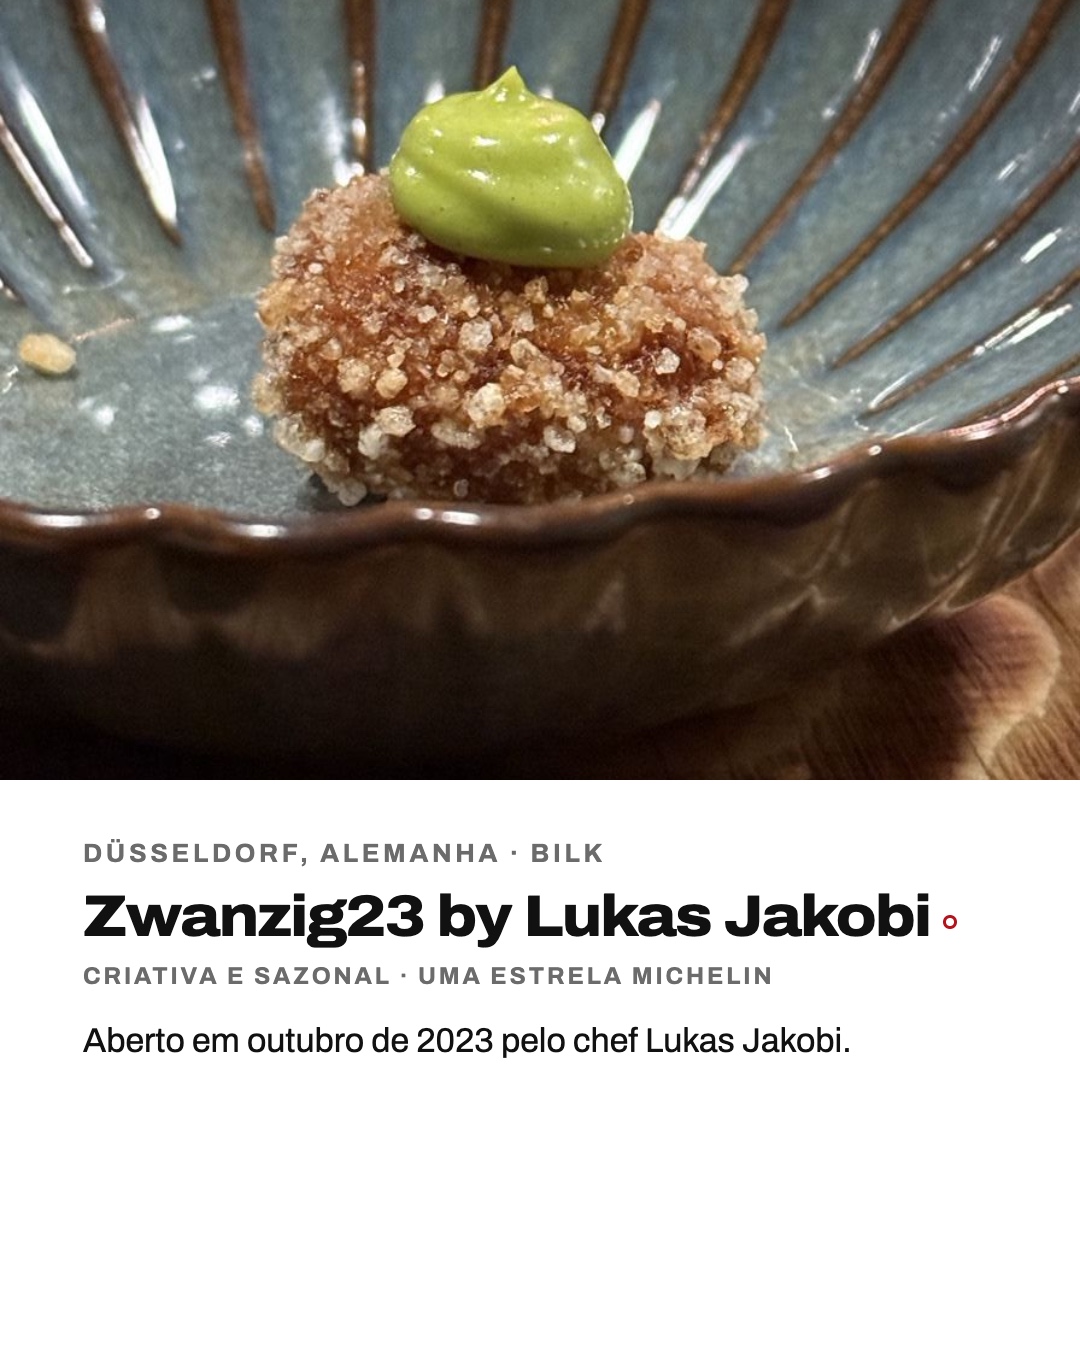 DÜSSELDORF, ALEMANHA · BILK
Zwanzig23 by Lukas Jakobi
CRIATIVA E SAZONAL · UMA ESTRELA MICHELIN
Aberto em outubro de 2023 pelo chef Lukas Jakobi.